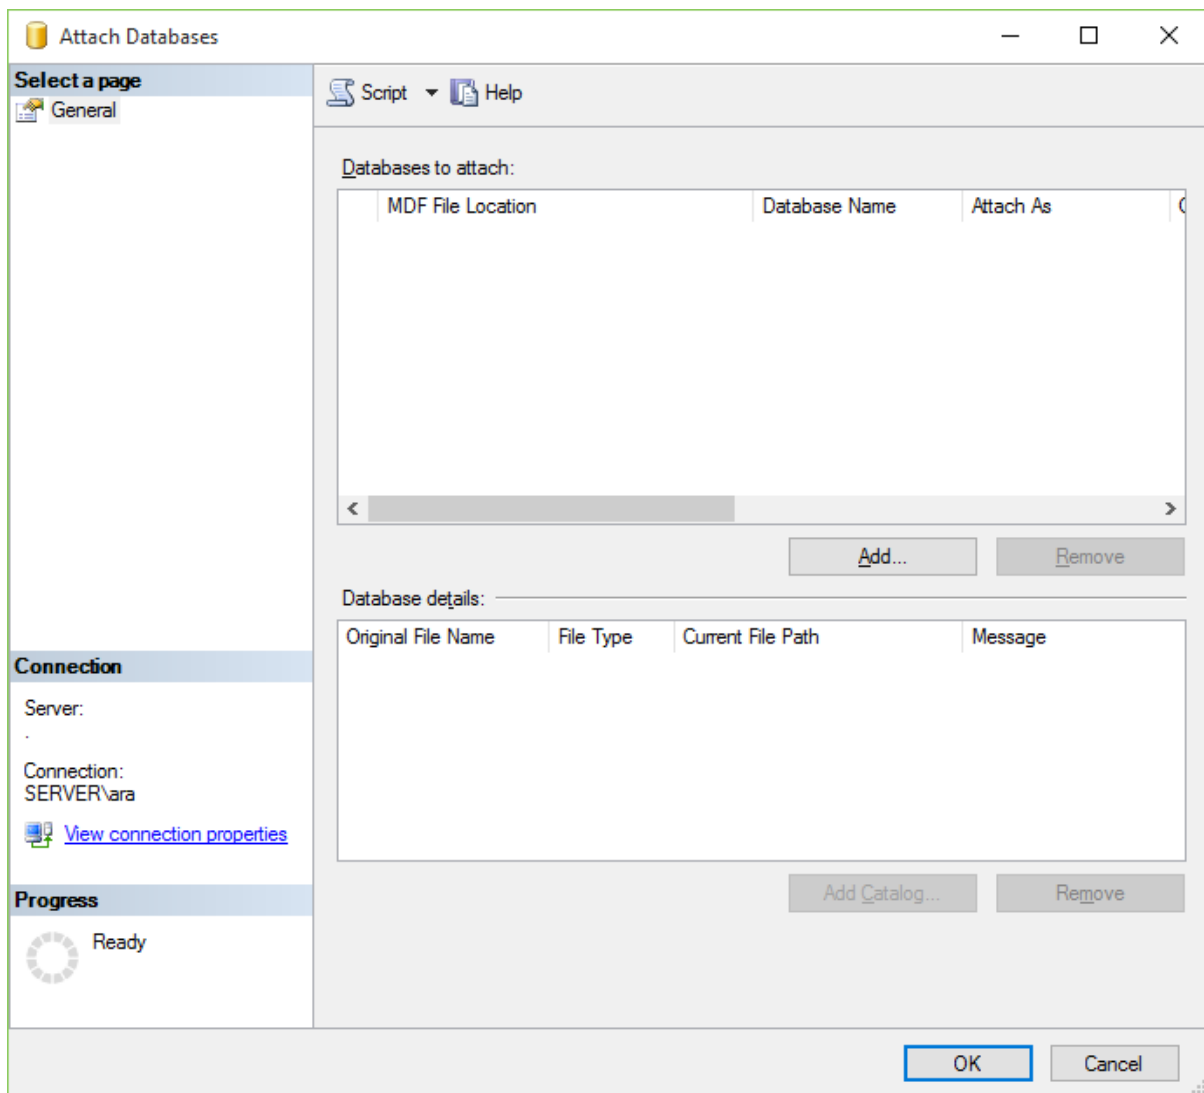 Attach Databases
Select a page
General
Script Help
Databases to attach:
MDF File Location Database Name Attach As
Add... Remove
Database details:
Original File Name File Type Current File Path Message
Connection
Server:
.
Connection:
SERVER\ara
View connection properties
Add Catalog... Remove
Progress
Ready
OK Cancel